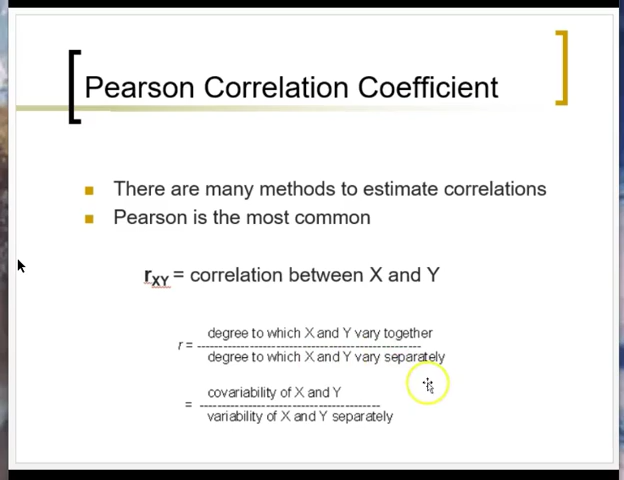 Pearson Correlation Coefficient
There are many methods to estimate correlations
Pearson is the most common
rXY = correlation between X and Y
degree to which X and Y vary together
r =
degree to which X and Y vary separately
covariability of X and Y
=
variability of X and Y separately